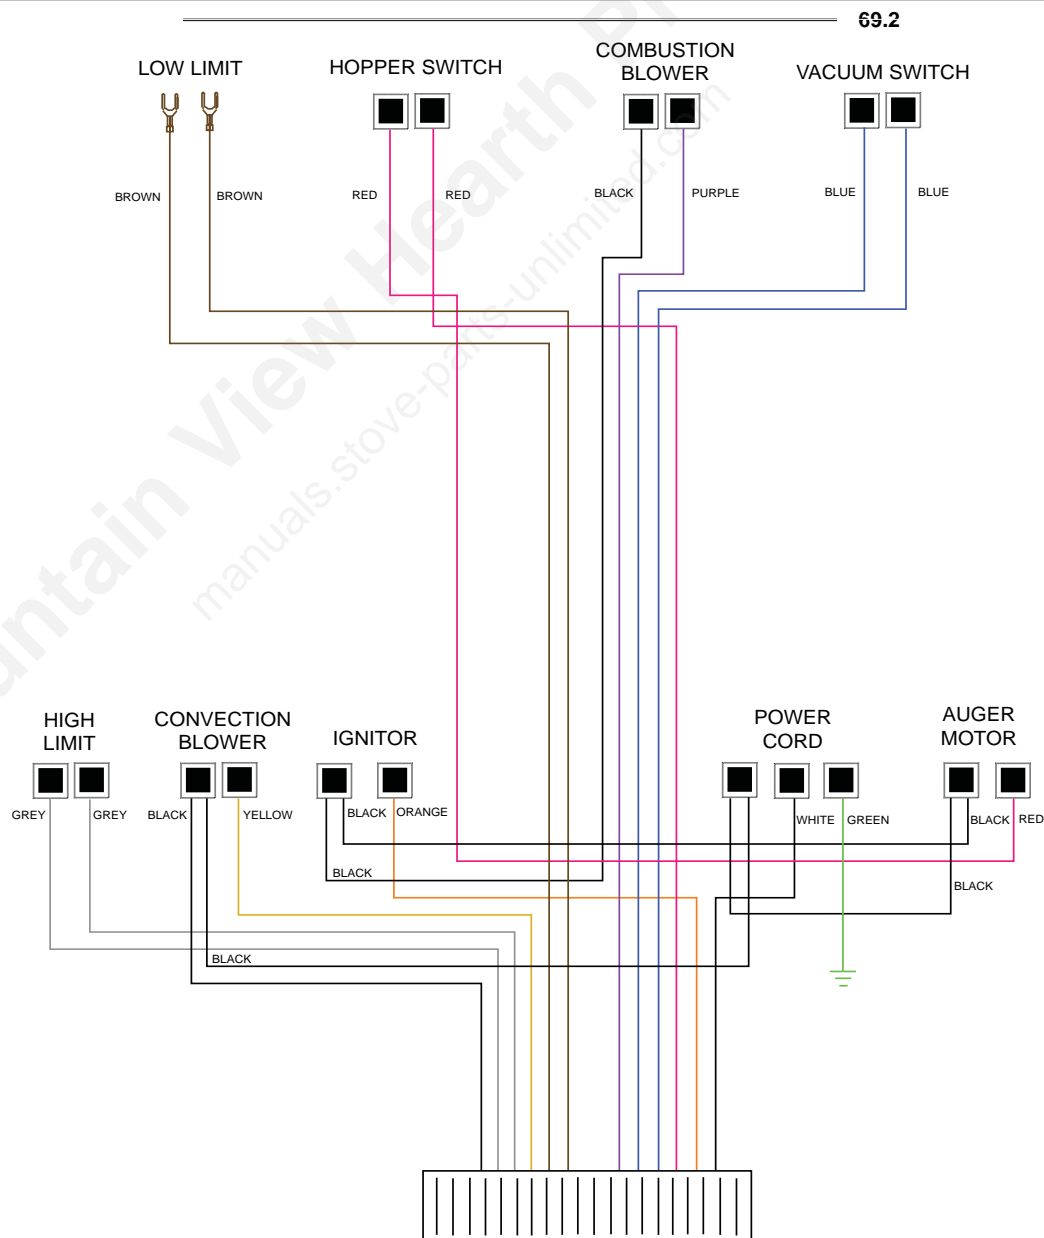 69.2
LOW LIMIT
HOPPER SWITCH
COMBUSTION
BLOWER
VACUUM SWITCH
BROWN
BROWN
RED
RED
BLACK
PURPLE
BLUE
BLUE
untain View Hearth Pr
manuals.stove-parts-unlimited.com
HIGH
LIMIT
CONVECTION
BLOWER
IGNITOR
POWER
CORD
AUGER
MOTOR
GREY
GREY
BLACK
YELLOW
BLACK
ORANGE
WHITE
GREEN
BLACK
RED
BLACK
BLACK
BLACK